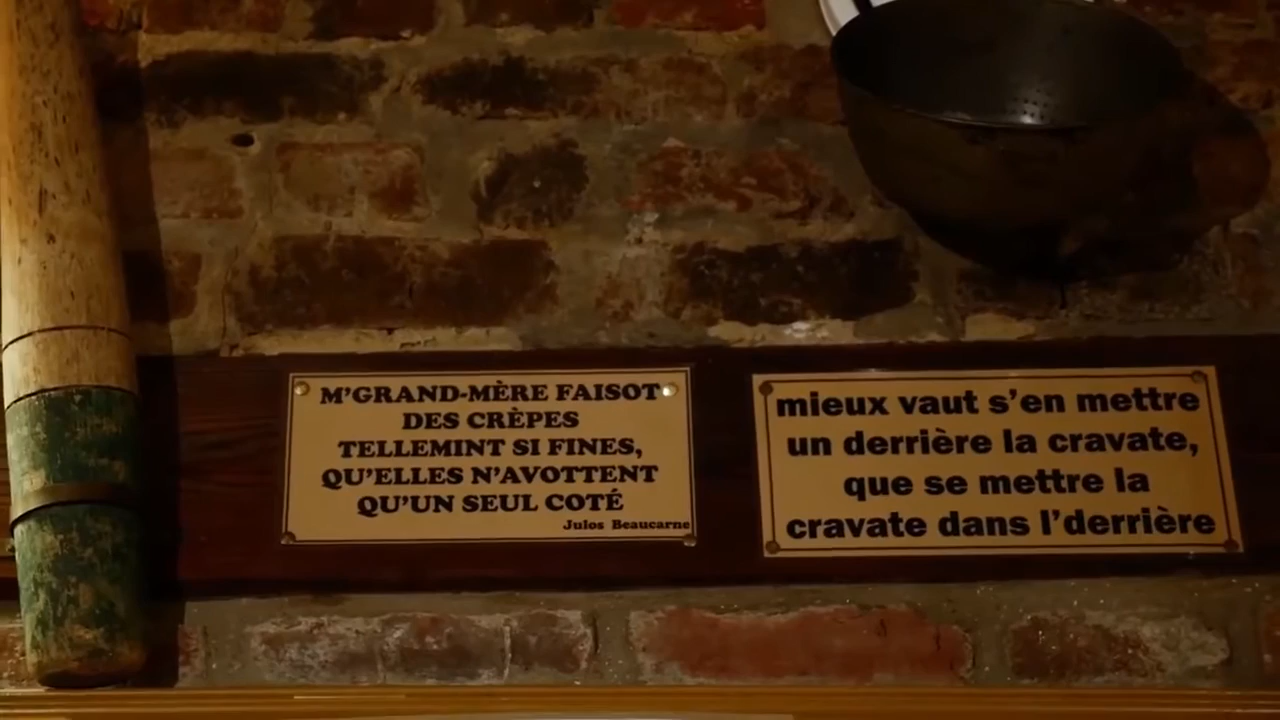 M'GRAND-MÈRE FAISOT
DES CRÈPES
TELLEMINT SI FINES,
QU'ELLES N'AVOTTENT
QU'UN SEUL COTÉ
Julos Beaucarne
mieux vaut s'en mettre
un derrière la cravate,
que se mettre la
cravate dans l'derrière